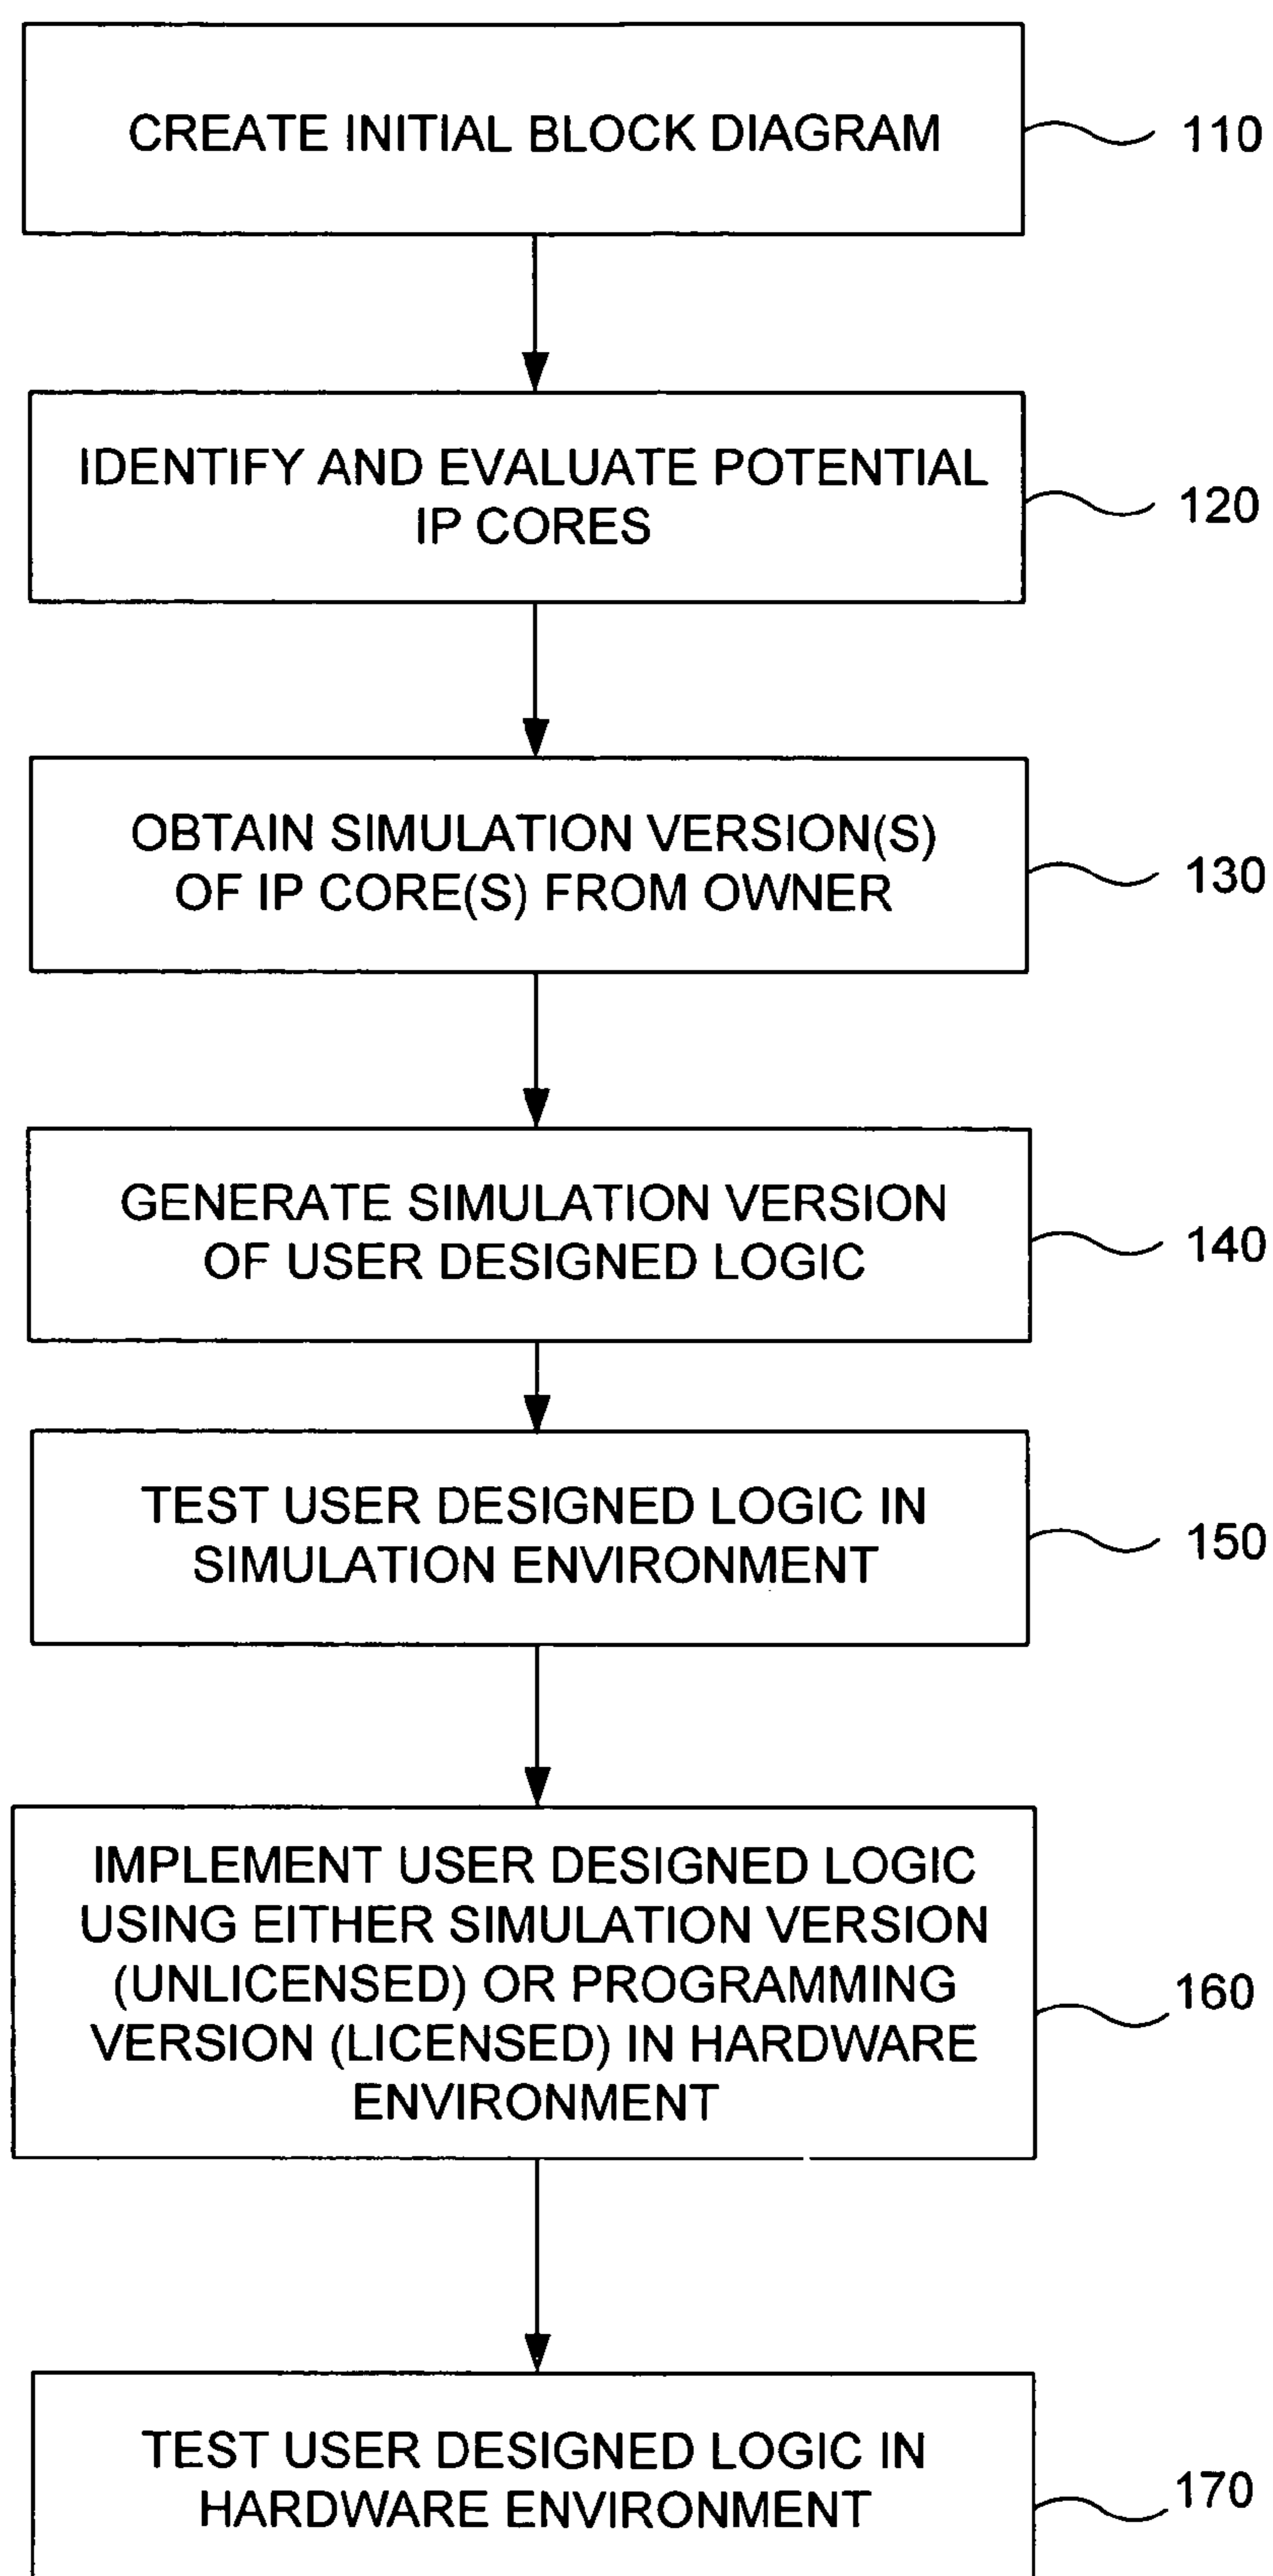 CREATE INITIAL BLOCK DIAGRAM
110
IDENTIFY AND EVALUATE POTENTIAL
IP CORES
120
OBTAIN SIMULATION VERSION(S)
OF IP CORE(S) FROM OWNER
130
GENERATE SIMULATION VERSION
OF USER DESIGNED LOGIC
140
TEST USER DESIGNED LOGIC IN
SIMULATION ENVIRONMENT
150
IMPLEMENT USER DESIGNED LOGIC
USING EITHER SIMULATION VERSION
(UNLICENSED) OR PROGRAMMING
VERSION (LICENSED) IN HARDWARE
ENVIRONMENT
160
TEST USER DESIGNED LOGIC IN
HARDWARE ENVIRONMENT
170